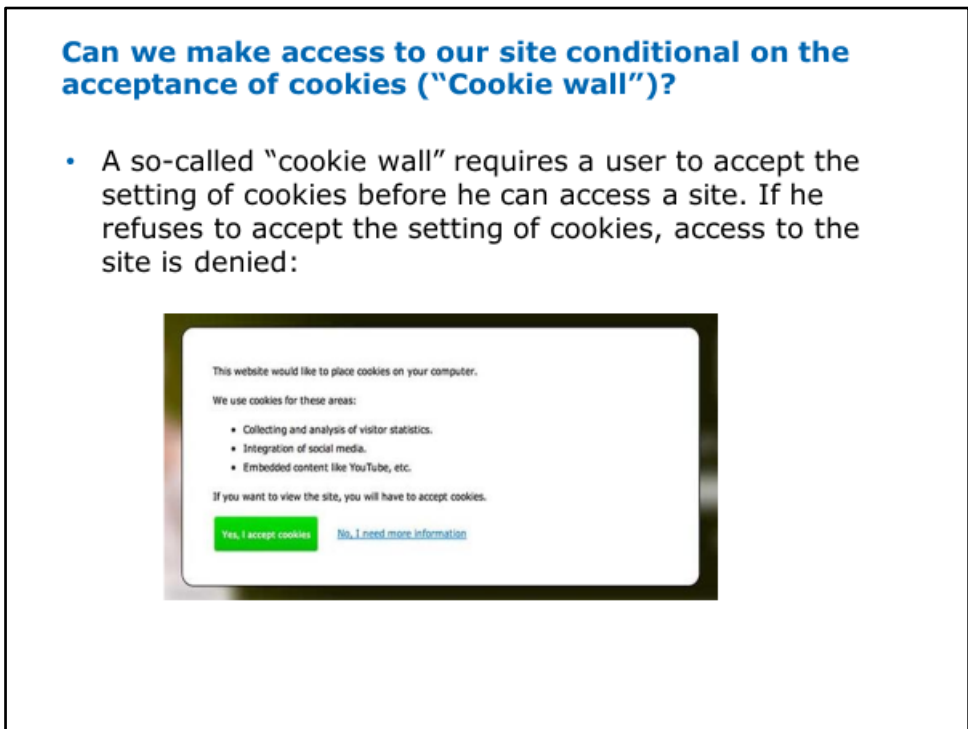 Can we make access to our site conditional on the
acceptance of cookies (“Cookie wall”)?
• A so-called “cookie wall” requires a user to accept the
setting of cookies before he can access a site. If he
refuses to accept the setting of cookies, access to the
site is denied:
This website would like to place cookies on your computer.
We use cookies for these areas:
• Collecting and analysis of visitor statistics.
• Integration of social media.
• Embedded content like YouTube, etc.
If you want to view the site, you will have to accept cookies.
Yes, I accept cookies No, I need more information